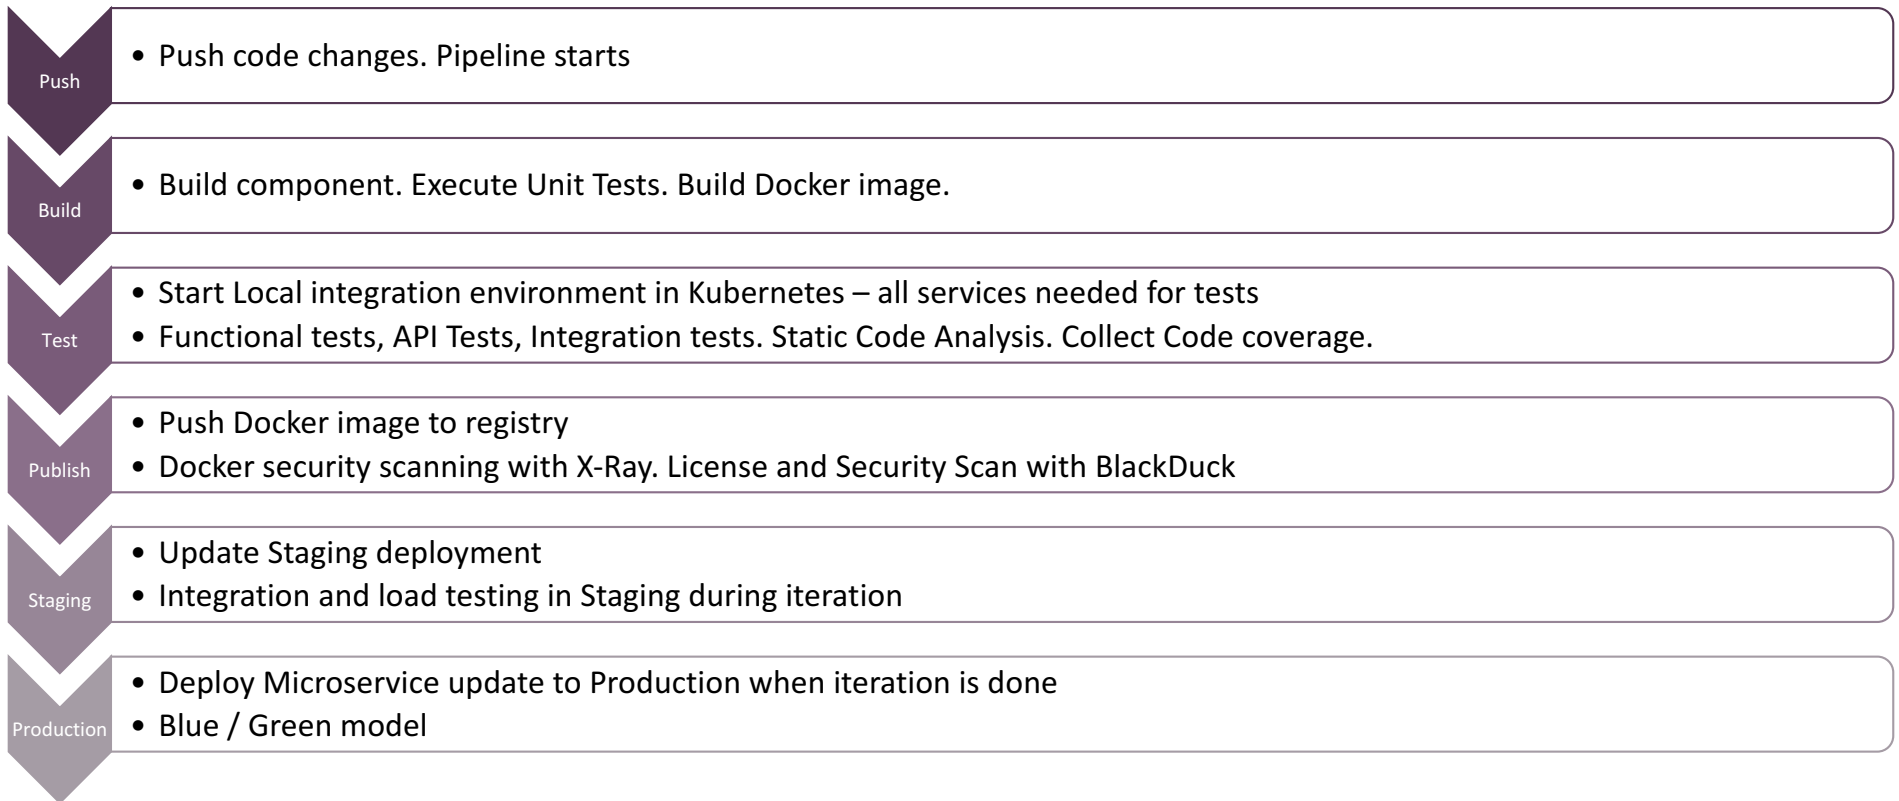 Push
• Push code changes. Pipeline starts
Build
• Build component. Execute Unit Tests. Build Docker image.
Test
• Start Local integration environment in Kubernetes – all services needed for tests
• Functional tests, API Tests, Integration tests. Static Code Analysis. Collect Code coverage.
Publish
• Push Docker image to registry
• Docker security scanning with X-Ray. License and Security Scan with BlackDuck
Staging
• Update Staging deployment
• Integration and load testing in Staging during iteration
Production
• Deploy Microservice update to Production when iteration is done
• Blue / Green model